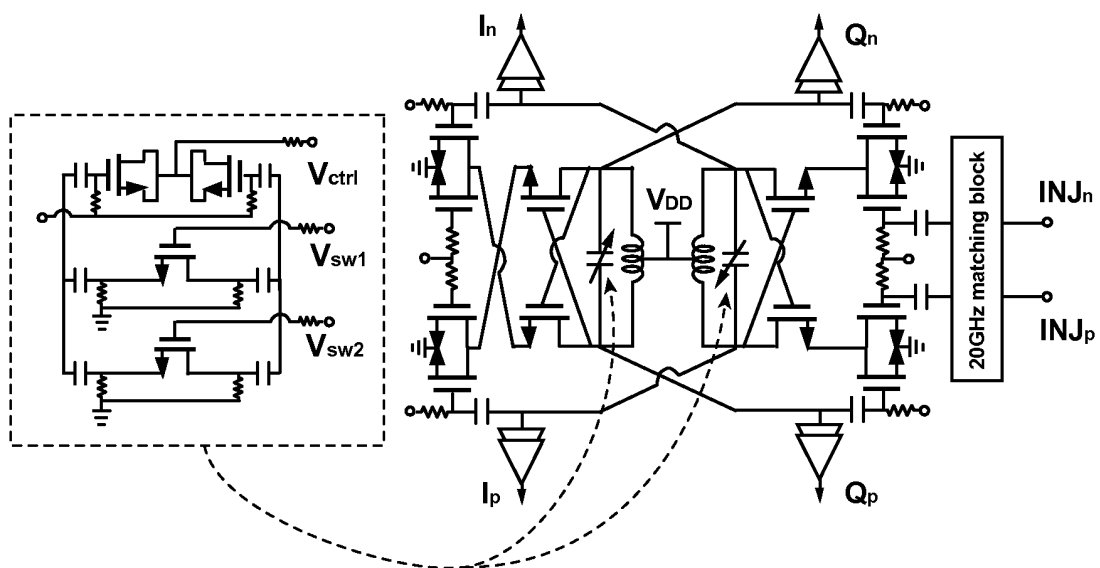 In
Qn
Vctrl
Vsw1
Vsw2
VDD
20GHz matching block
INJn
INJp
Ip
Qp